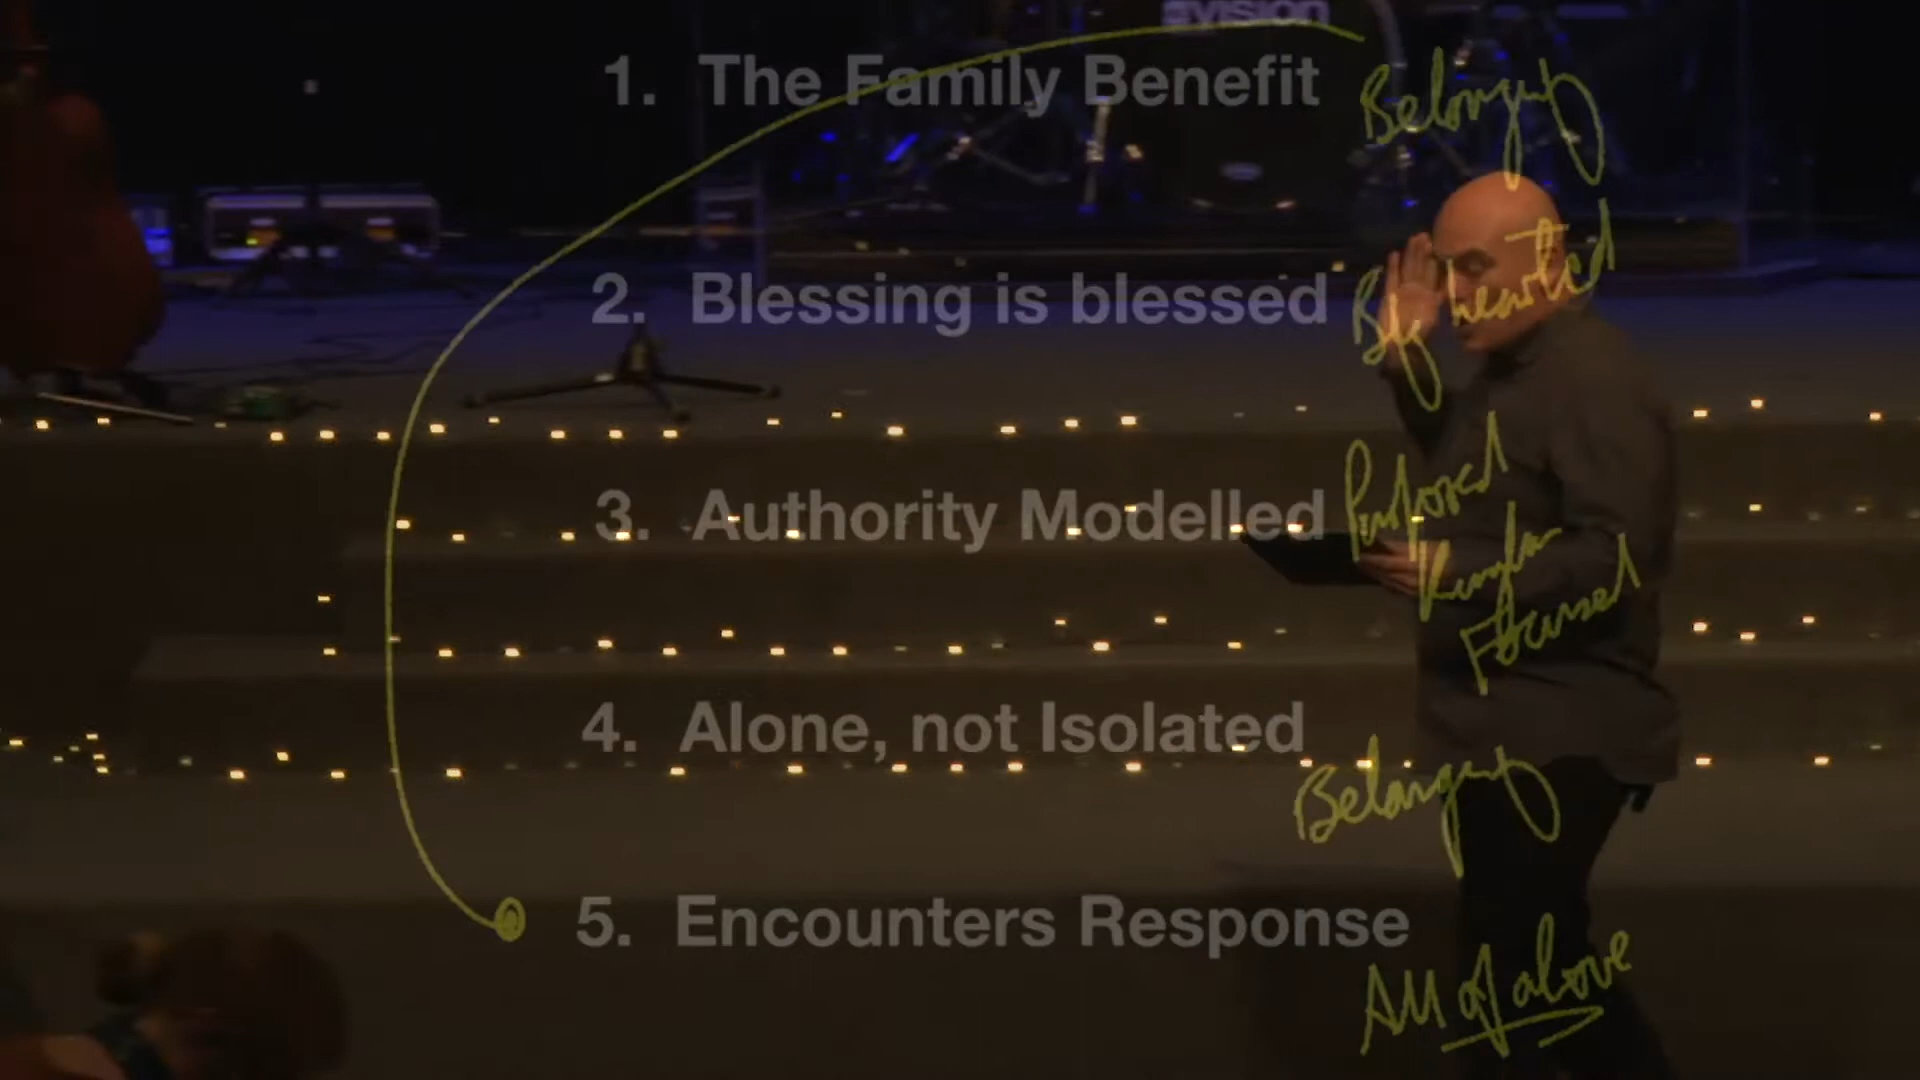 vision
1. The Family Benefit
Belonging
2. Blessing is blessed
Big hearted
3. Authority Modelled
Purposed
Kingdom
Focused
4. Alone, not Isolated
Belonging
5. Encounters Response
All of above